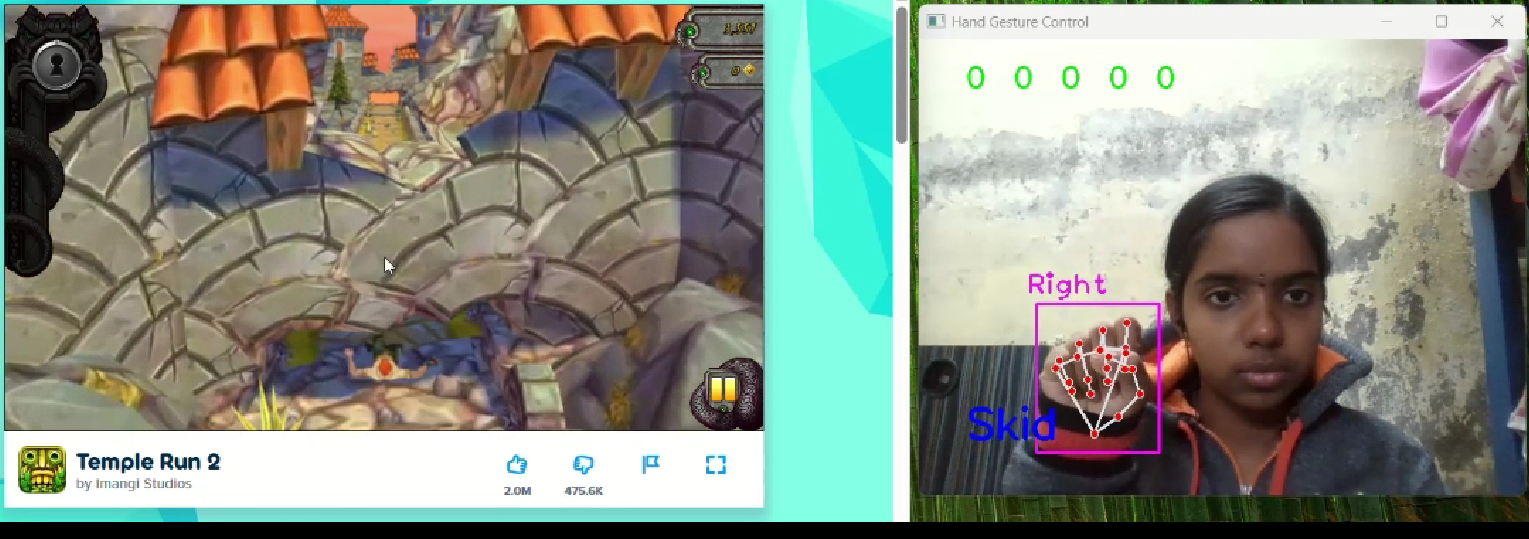 Temple Run 2
by Imangi Studios
2.0M
475.6K
Hand Gesture Control
0 0 0 0 0
Right
Skid